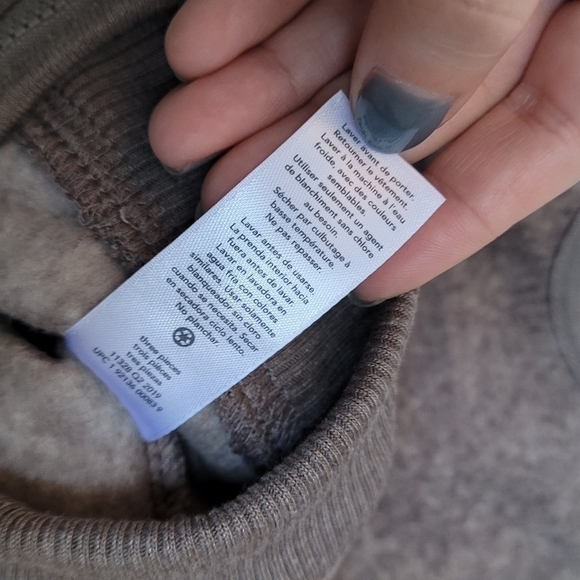 Laver avant de porter.
Retourner le vêtement.
Laver à la machine à l'eau
froide, avec des couleurs
semblables.
Utiliser seulement un agent
de blanchiment sans chlore
au besoin.
Sécher par culbutage à
basse température.
Ne pas repasser.
Lavar antes de usarse.
La prenda interior hacia
fuera antes de lavar.
Lavar en lavadora en
agua fría con colores
similares. Usar solamente
blanqueador sin cloro
cuando se necesita. Secar
en secadora ciclo lento.
No planchar
three pieces
trois pièces
tres piezas
11328 Q2 2019
UPC 1 92136 00083 9